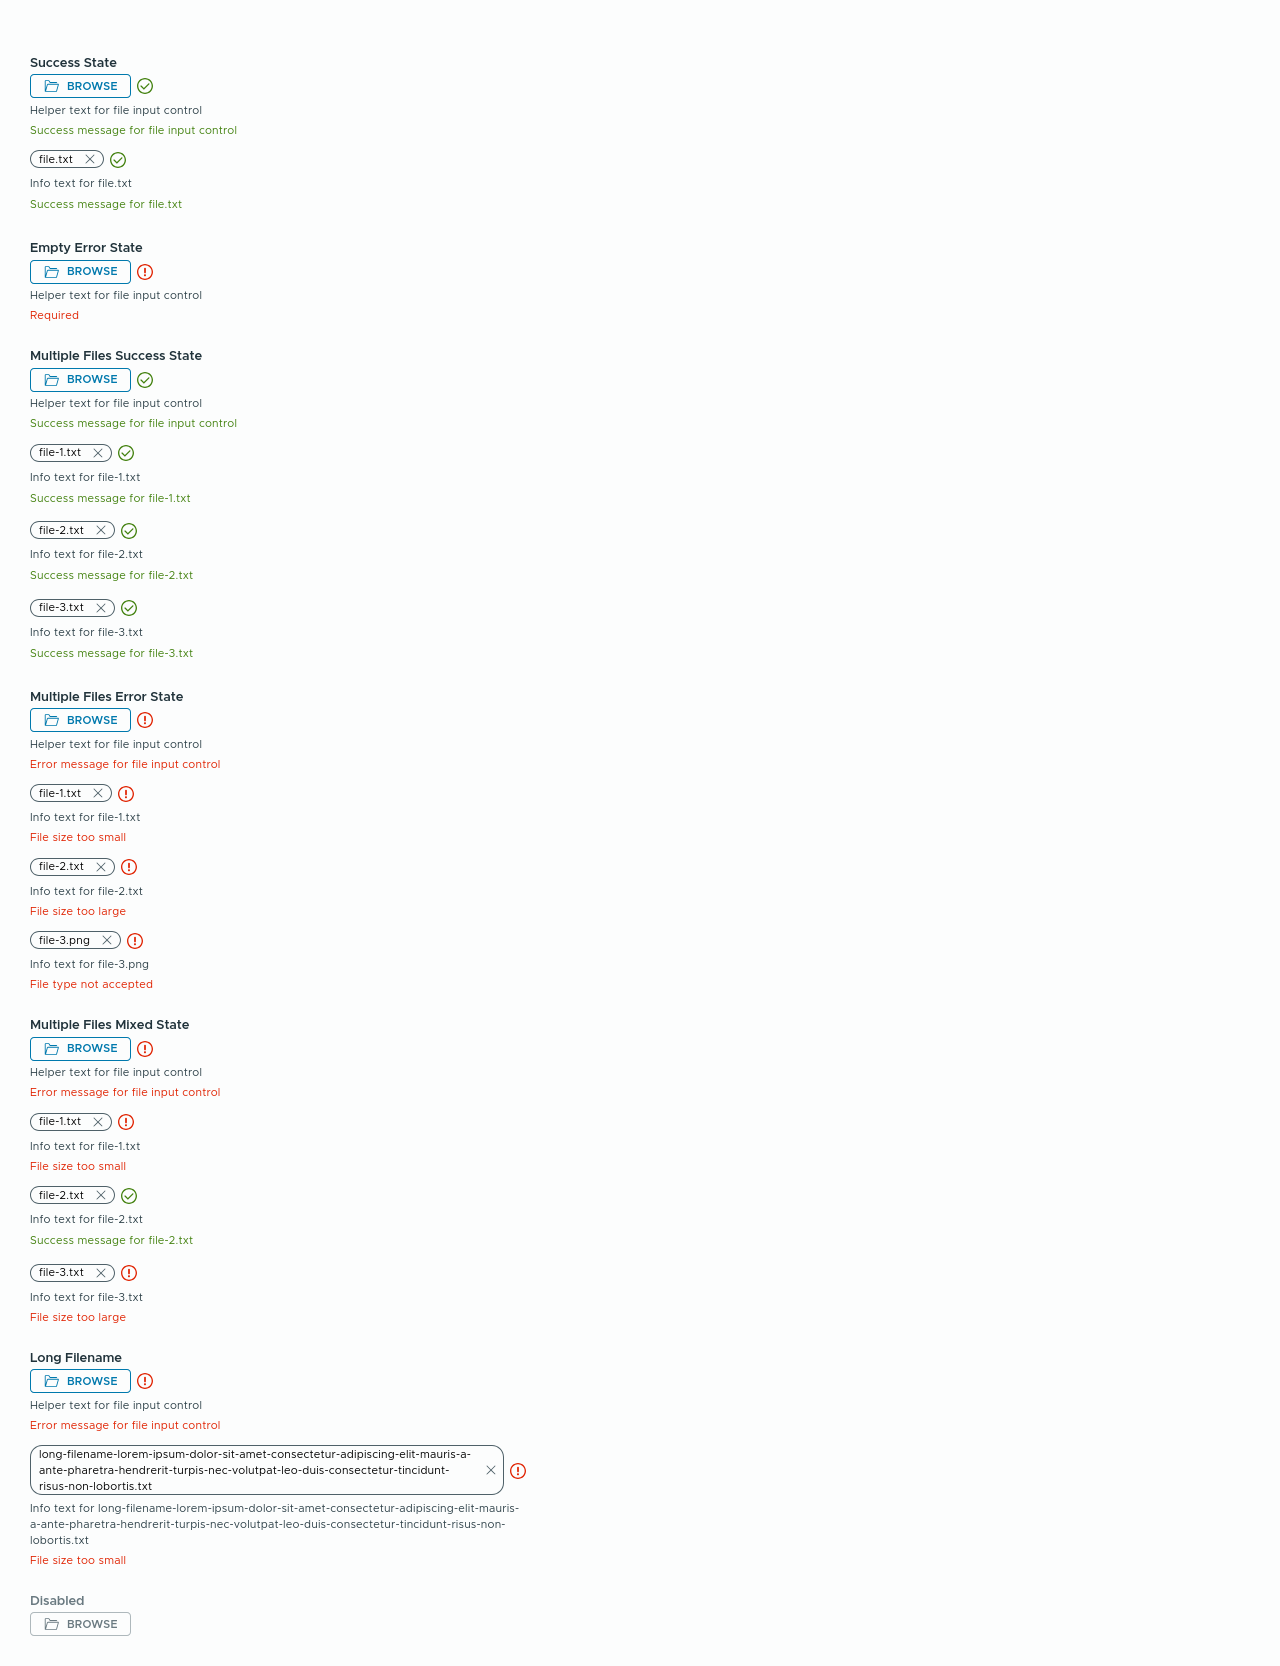 Success State
BROWSE
Helper text for file input control
Success message for file input control
file.txt
Info text for file.txt
Success message for file.txt
Empty Error State
BROWSE
Helper text for file input control
Required
Multiple Files Success State
BROWSE
Helper text for file input control
Success message for file input control
file-1.txt
Info text for file-1.txt
Success message for file-1.txt
file-2.txt
Info text for file-2.txt
Success message for file-2.txt
file-3.txt
Info text for file-3.txt
Success message for file-3.txt
Multiple Files Error State
BROWSE
Helper text for file input control
Error message for file input control
file-1.txt
Info text for file-1.txt
File size too small
file-2.txt
Info text for file-2.txt
File size too large
file-3.png
Info text for file-3.png
File type not accepted
Multiple Files Mixed State
BROWSE
Helper text for file input control
Error message for file input control
file-1.txt
Info text for file-1.txt
File size too small
file-2.txt
Info text for file-2.txt
Success message for file-2.txt
file-3.txt
Info text for file-3.txt
File size too large
Long Filename
BROWSE
Helper text for file input control
Error message for file input control
long-filename-lorem-ipsum-dolor-sit-amet-consectetur-adipiscing-elit-mauris-a-
ante-pharetra-hendrerit-turpis-nec-volutpat-leo-duis-consectetur-tincidunt-
risus-non-lobortis.txt
Info text for long-filename-lorem-ipsum-dolor-sit-amet-consectetur-adipiscing-elit-mauris-
a-ante-pharetra-hendrerit-turpis-nec-volutpat-leo-duis-consectetur-tincidunt-risus-non-
lobortis.txt
File size too small
Disabled
BROWSE